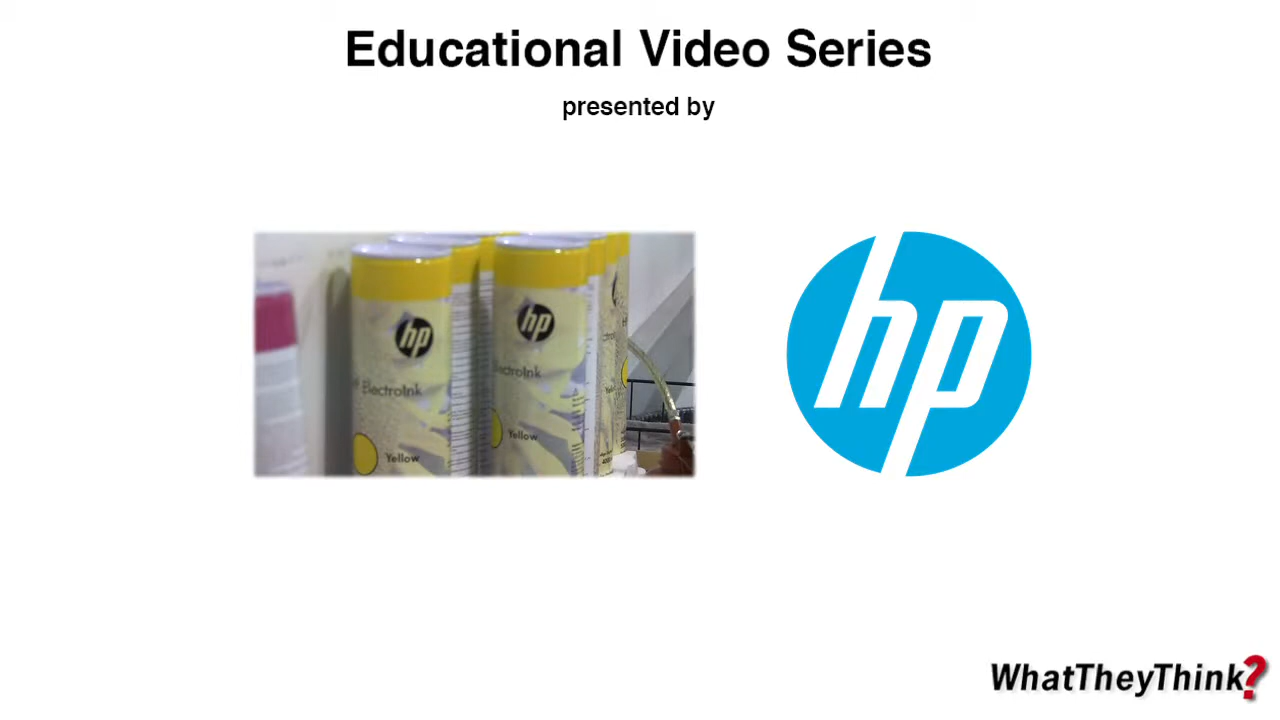 Educational Video Series
presented by
hp
ElectroInk
Yellow
hp
ElectroInk
Yellow
hp
WhatTheyThink?